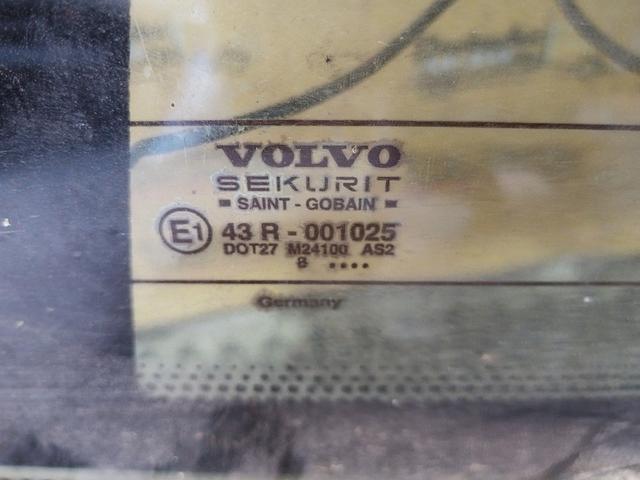 VOLVO
SEKURIT
SAINT - GOBAIN
E1 43 R - 001025
DOT27 M24100 AS2
8 ....
Germany